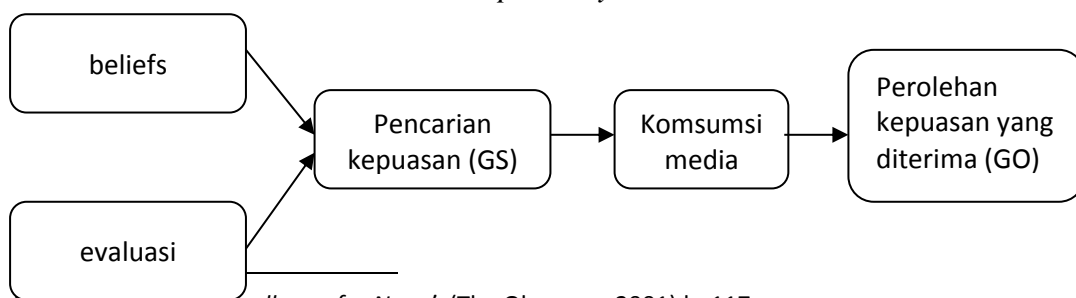 beliefs
Pencarian
kepuasan (GS)
Komsumsi
media
Perolehan
kepuasan yang
diterima (GO)
evaluasi